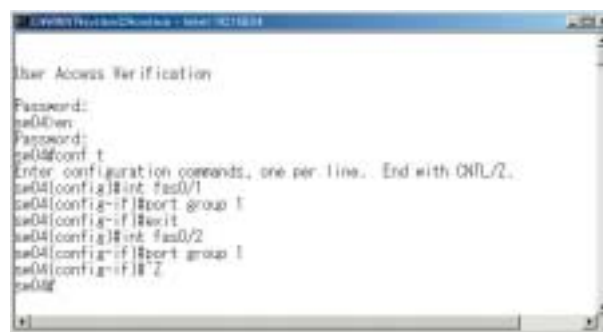 User Access Verification
Password:
sw04>en
Password:
sw04#conf t
Enter configuration commands, one per line. End with CNTL/Z.
sw04(config)#int fas0/1
sw04(config-if)#port group 1
sw04(config-if)#exit
sw04(config)#int fas0/2
sw04(config-if)#port group 1
sw04(config-if)#^Z
sw04#